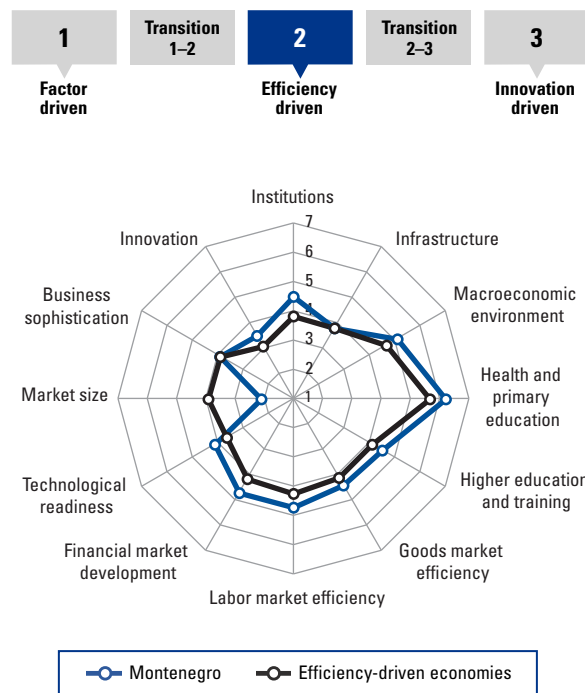 1
Transition
1–2
2
Transition
2–3
3
Factor
driven
Efficiency
driven
Innovation
driven
Institutions
7
6
5
4
3
2
1
Infrastructure
Macroeconomic
environment
Health and
primary
education
Higher education
and training
Goods market
efficiency
Labor market efficiency
Financial market
development
Technological
readiness
Market size
Business
sophistication
Innovation
Montenegro
Efficiency-driven economies